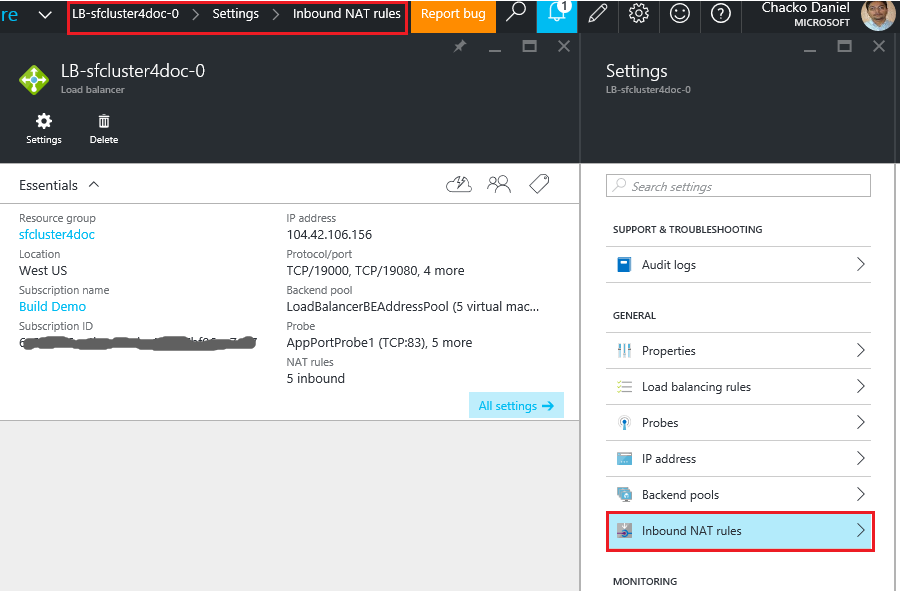 re
LB-sfcluster4doc-0 Settings Inbound NAT rules Report bug 1 ? Chacko Daniel
MICROSOFT
LB-sfcluster4doc-0
Load balancer
Settings Delete
Essentials
Resource group
sfcluster4doc
Location
West US
Subscription name
Build Demo
Subscription ID
IP address
104.42.106.156
Protocol/port
TCP/19000, TCP/19080, 4 more
Backend pool
LoadBalancerBEAddressPool (5 virtual mac...
Probe
AppPortProbe1 (TCP:83), 5 more
NAT rules
5 inbound
All settings
Settings
LB-sfcluster4doc-0
Search settings
SUPPORT & TROUBLESHOOTING
Audit logs
GENERAL
Properties
Load balancing rules
Probes
IP address
Backend pools
Inbound NAT rules
MONITORING